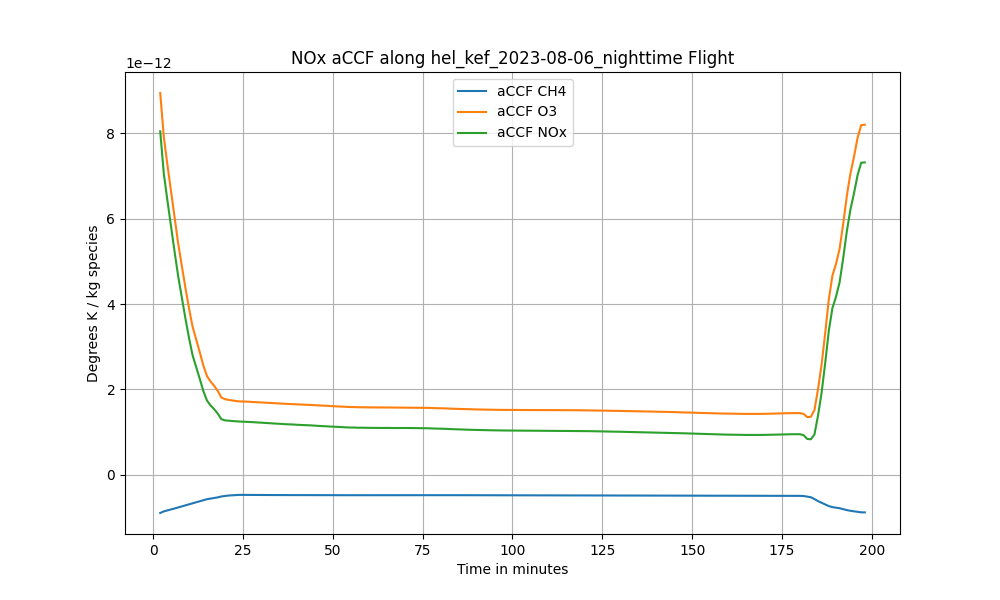 NOx aCCF along hel_kef_2023-08-06_nighttime Flight
1e−12
aCCF CH4
aCCF O3
aCCF NOx
Degrees K / kg species
8
6
4
2
0
0 25 50 75 100 125 150 175 200
Time in minutes